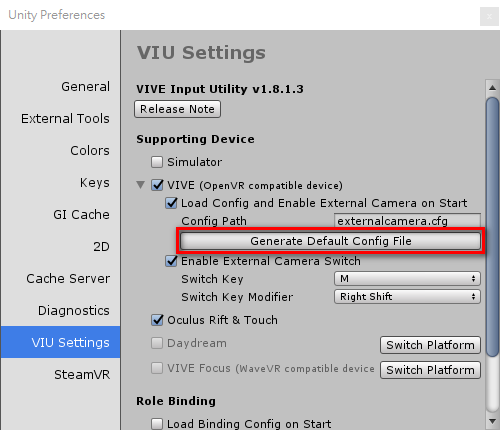 Unity Preferences
General
External Tools
Colors
Keys
GI Cache
2D
Cache Server
Diagnostics
VIU Settings
SteamVR
VIU Settings
VIVE Input Utility v1.8.1.3
Release Note
Supporting Device
Simulator
VIVE (OpenVR compatible device)
Load Config and Enable External Camera on Start
Config Path externalcamera.cfg
Generate Default Config File
Enable External Camera Switch
Switch Key M
Switch Key Modifier Right Shift
Oculus Rift & Touch
Daydream Switch Platform
VIVE Focus (WaveVR compatible device Switch Platform
Role Binding
Load Binding Config on Start